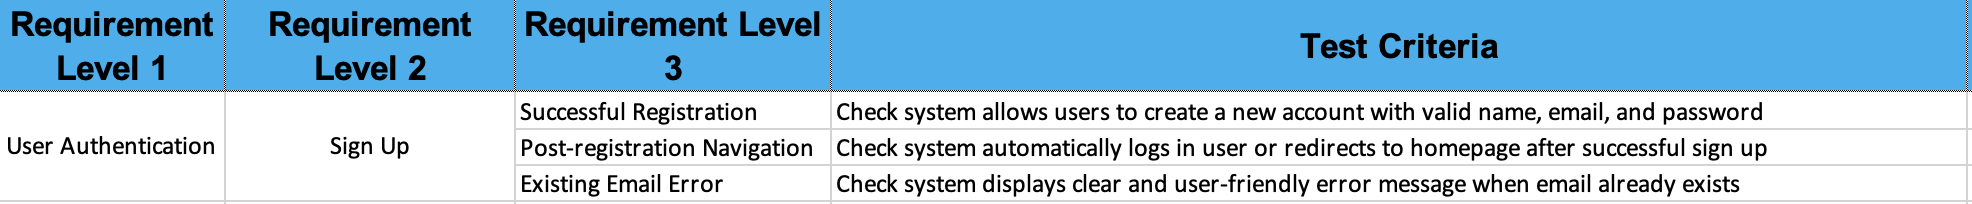 Requirement Level 1
Requirement Level 2
Requirement Level 3
Test Criteria
User Authentication
Sign Up
Successful Registration
Check system allows users to create a new account with valid name, email, and password
Post-registration Navigation
Check system automatically logs in user or redirects to homepage after successful sign up
Existing Email Error
Check system displays clear and user-friendly error message when email already exists